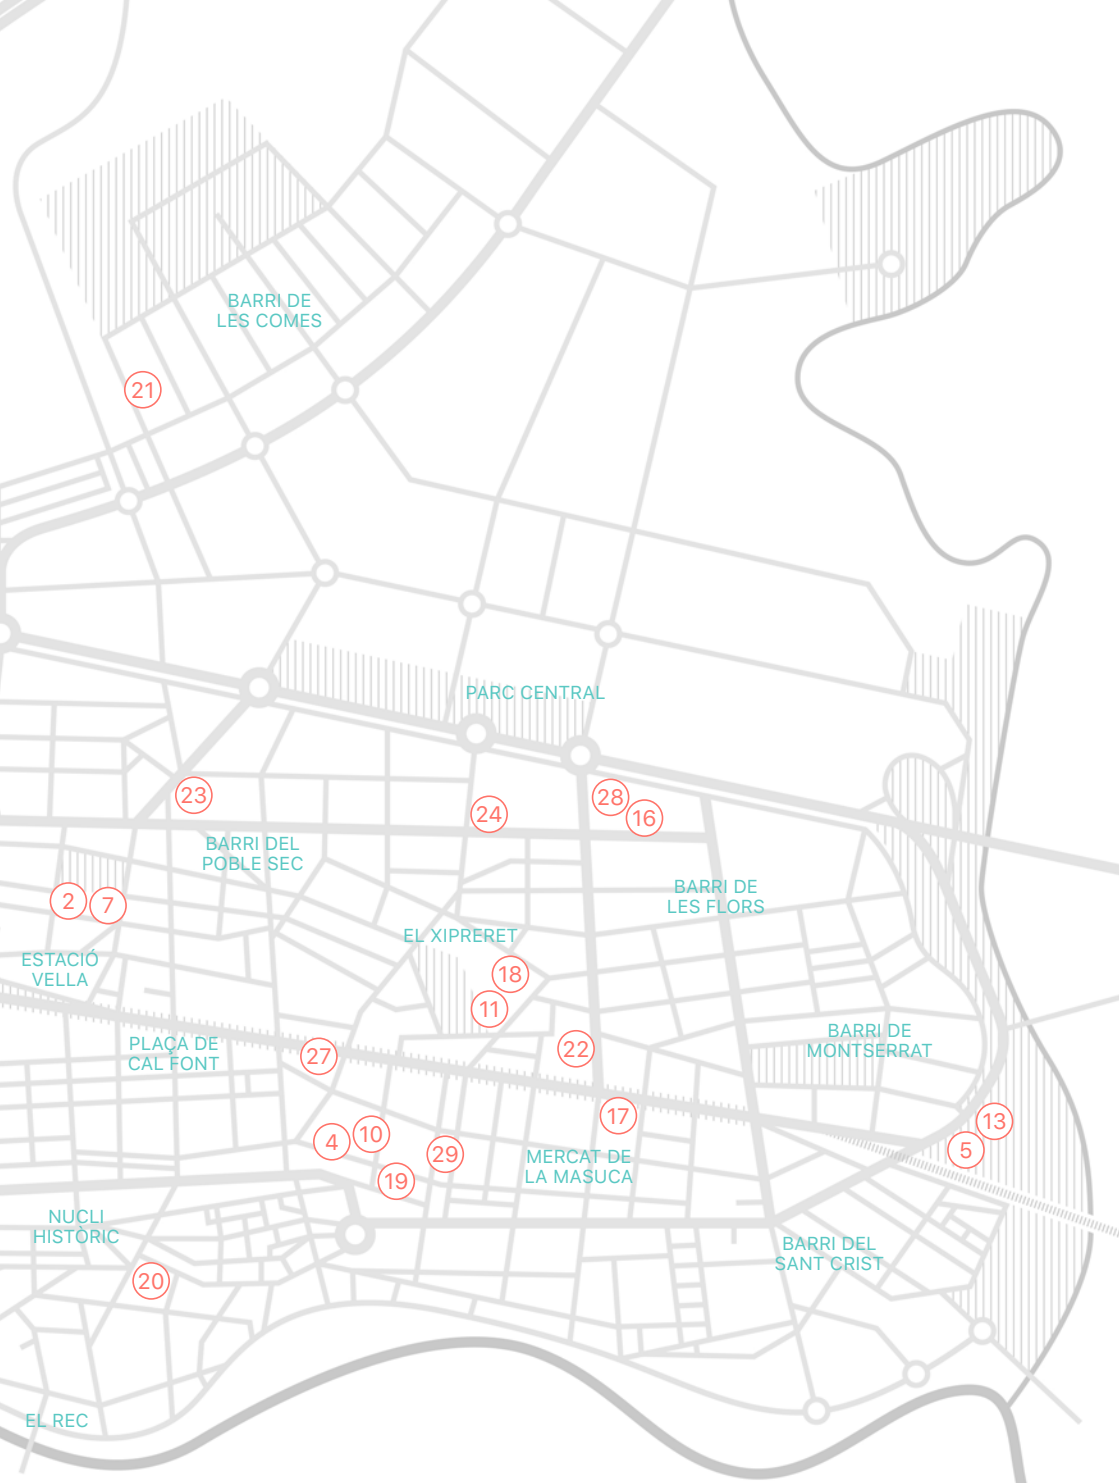 BARRI DE
LES COMES
21
PARC CENTRAL
23
24
28
16
BARRI DEL
POBLE SEC
2
7
BARRI DE
LES FLORS
EL XIPRERET
ESTACIÓ
VELLA
18
11
PLAÇA DE
CAL FONT
27
22
BARRI DE
MONTSERRAT
17
13
4
10
29
5
MERCAT DE
LA MASUCA
19
NUCLI
HISTÒRIC
BARRI DEL
SANT CRIST
20
EL REC